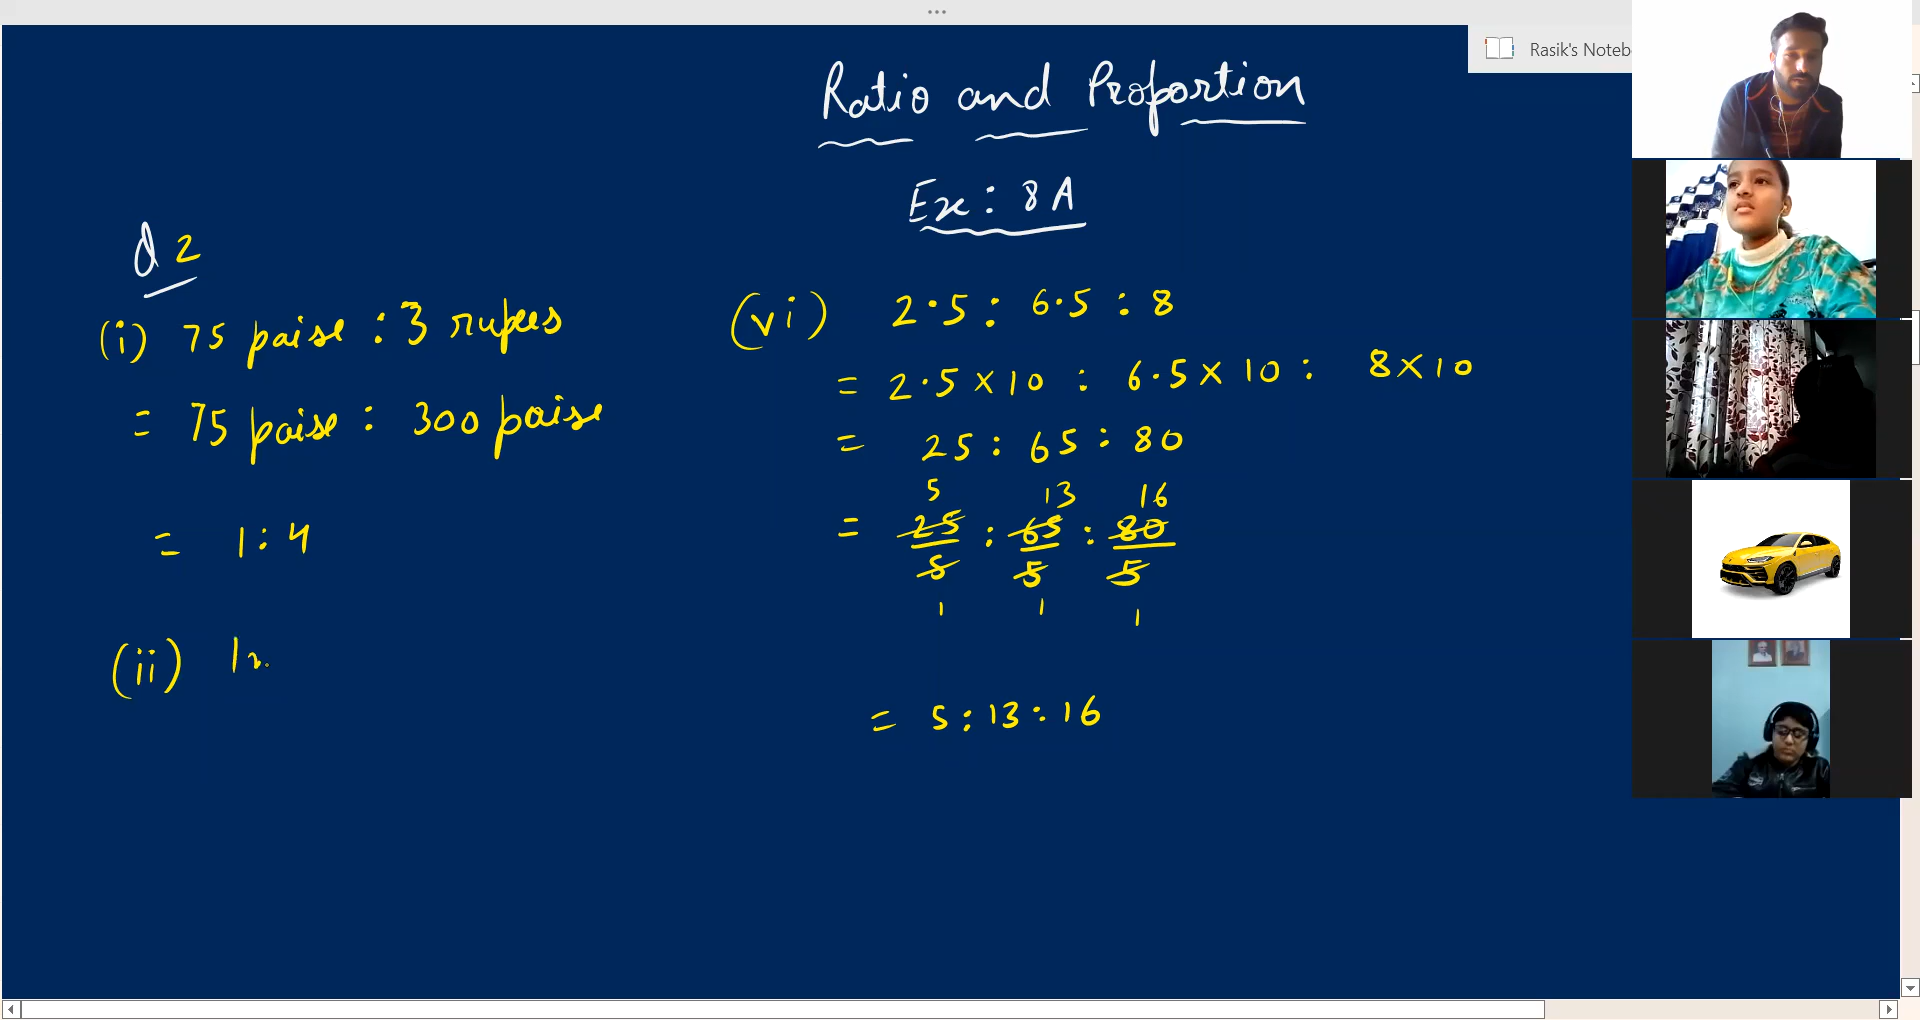 Rasik's Noteb
Ratio and Proportion
Ex: 8A
Q 2
(i) 75 paise : 3 rupees
= 75 paise : 300 paise
= 1 : 4
(ii) 1
(vi) 2.5 : 6.5 : 8
= 2.5 × 10 : 6.5 × 10 : 8 × 10
= 25 : 65 : 80
5 13 16
= 25/5 : 65/5 : 80/5
1 1 1
= 5 : 13 : 16